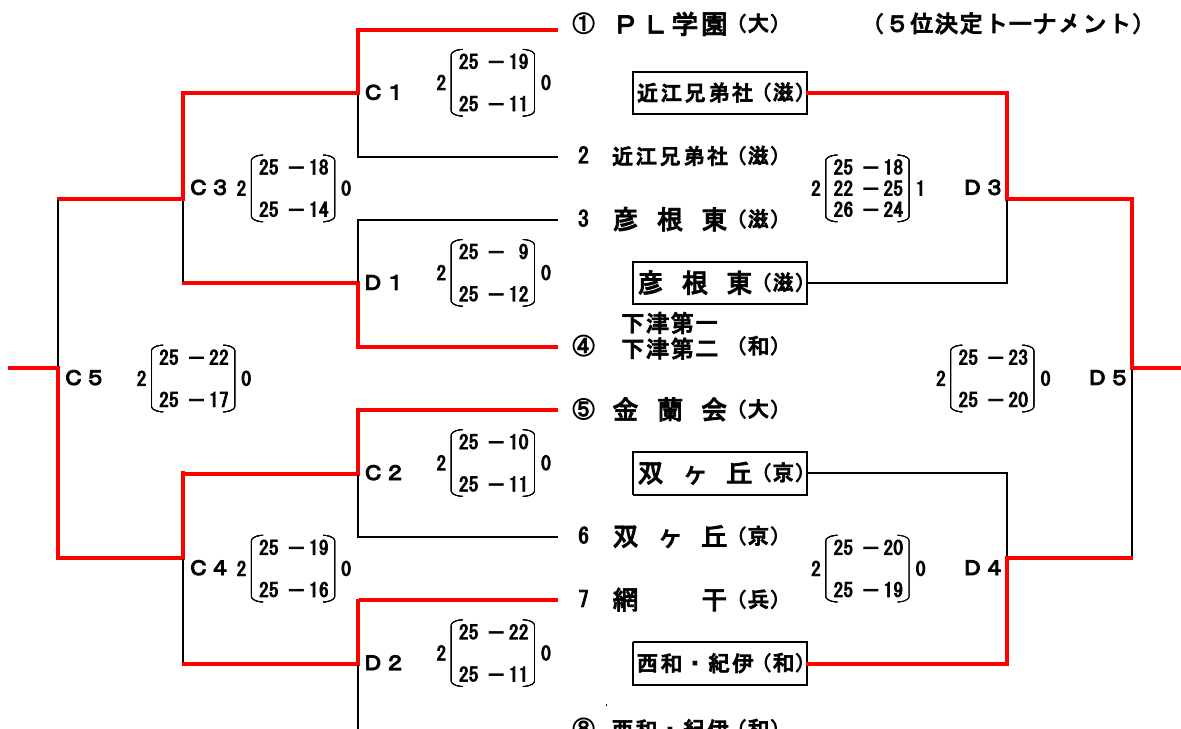 ① ＰＬ学園（大）
（５位決定トーナメント）
25 － 19
2 0
25 － 11
Ｃ１
近江兄弟社（滋）
2 近江兄弟社（滋）
25 － 18
Ｃ３ 2 0
25 － 14
25 － 18
2 22 － 25 1
26 － 24
Ｄ３
3 彦根東（滋）
25 － 9
2 0
25 － 12
Ｄ１
彦根東（滋）
下津第一
④ 下津第二（和）
25 － 22
Ｃ５ 2 0
25 － 17
25 － 23
2 0
25 － 20
Ｄ５
⑤ 金蘭会（大）
25 － 10
2 0
25 － 11
Ｃ２
双ヶ丘（京）
6 双ヶ丘（京）
25 － 19
Ｃ４ 2 0
25 － 16
25 － 20
2 0
25 － 19
Ｄ４
7 網干（兵）
25 － 22
2 0
25 － 11
Ｄ２
西和・紀伊（和）
⑧ 西和・紀伊（和）